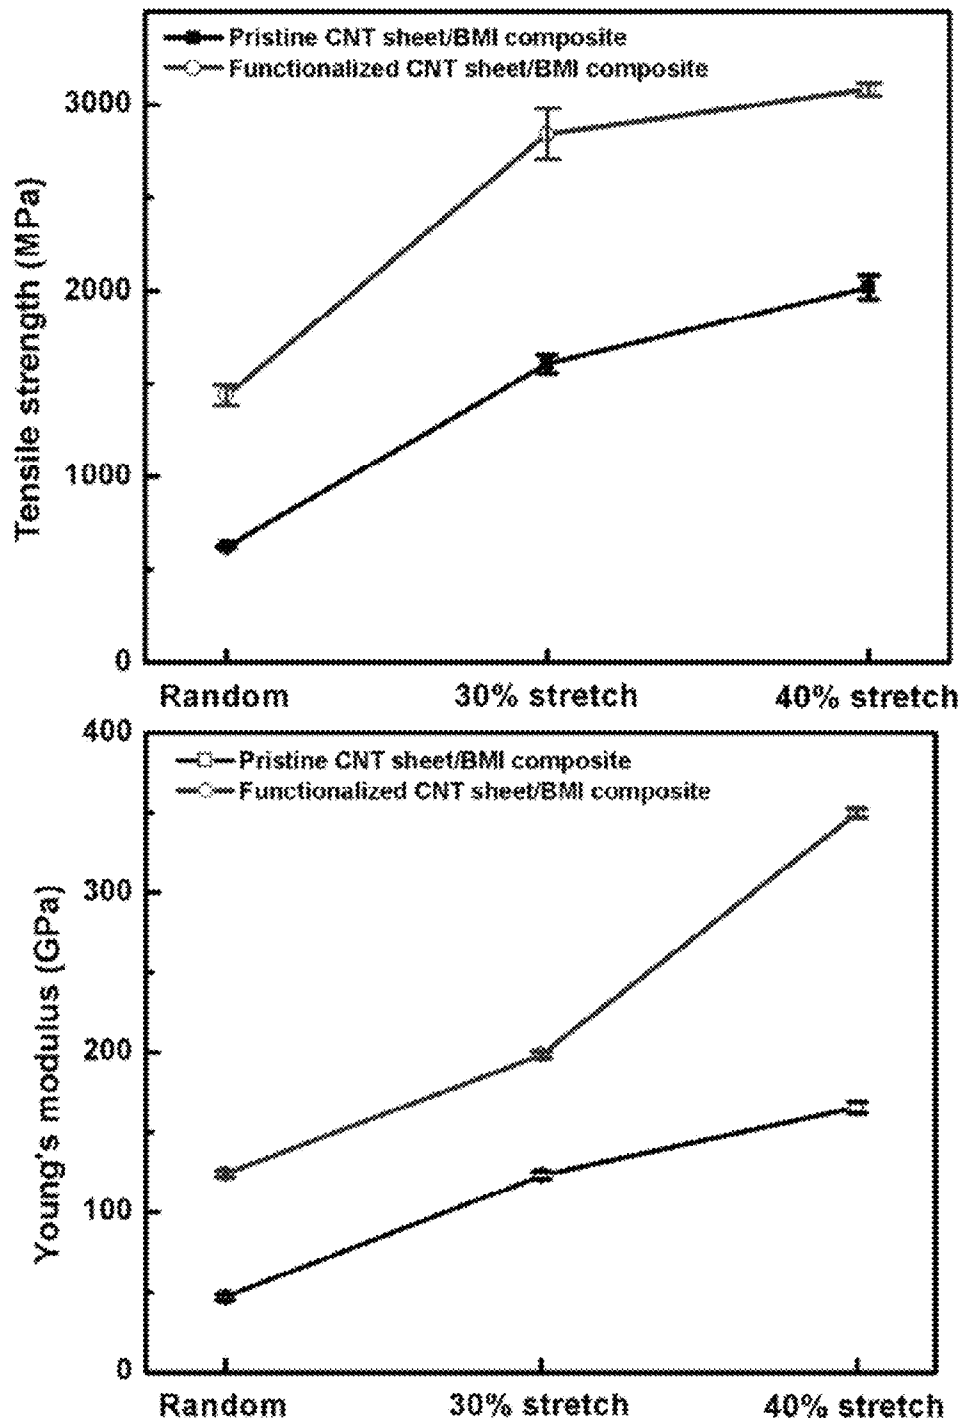 Pristine CNT sheet/BMI composite
Functionalized CNT sheet/BMI composite
Tensile strength (MPa)
3000
2000
1000
0
Random 30% stretch 40% stretch
Pristine CNT sheet/BMI composite
Functionalized CNT sheet/BMI composite
Young's modulus (GPa)
400
300
200
100
0
Random 30% stretch 40% stretch